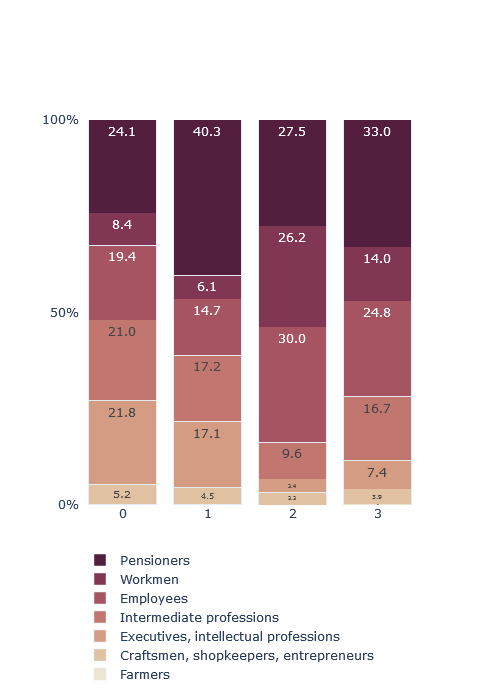 100%
24.1 40.3 27.5 33.0
8.4 6.1 26.2 14.0
19.4 14.7 30.0 24.8
50%
21.0 17.2 9.6 16.7
21.8 17.1 7.4
5.2 4.5 3.9
0%
0 1 2 3
Pensioners
Workmen
Employees
Intermediate professions
Executives, intellectual professions
Craftsmen, shopkeepers, entrepreneurs
Farmers